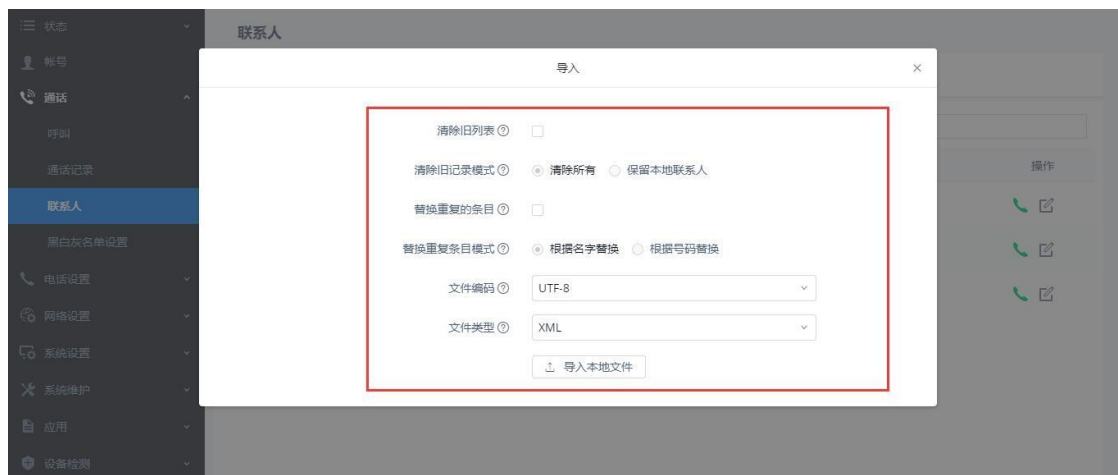 状态
联系人
帐号
导入
通话
清除旧列表
呼叫
清除旧记录模式 清除所有 保留本地联系人
通话记录
操作
联系人
替换重复的条目
黑白灰名单设置
替换重复条目模式 根据名字替换 根据号码替换
电话设置
文件编码 UTF-8
网络设置
文件类型 XML
系统设置
导入本地文件
系统维护
应用
设备检测